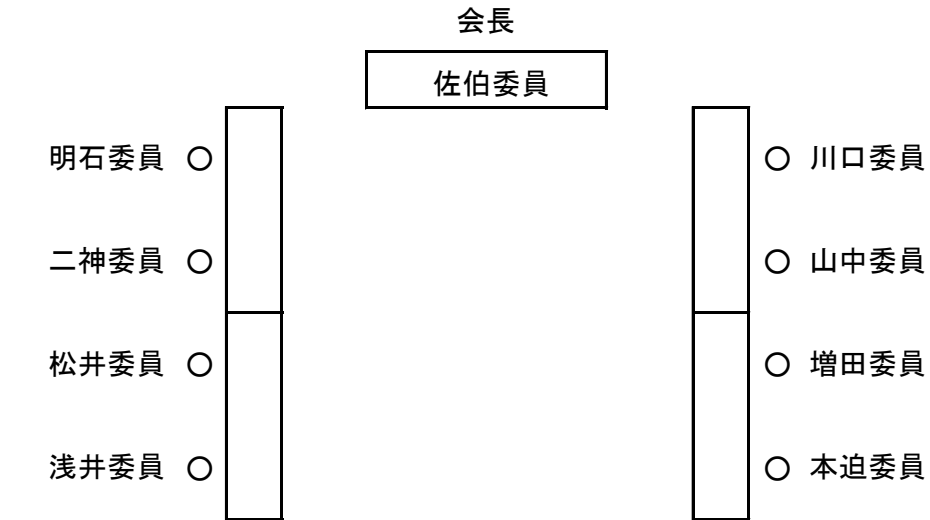 会長
佐伯委員
明石委員 ○ ○ 川口委員
二神委員 ○ ○ 山中委員
松井委員 ○ ○ 増田委員
浅井委員 ○ ○ 本迫委員